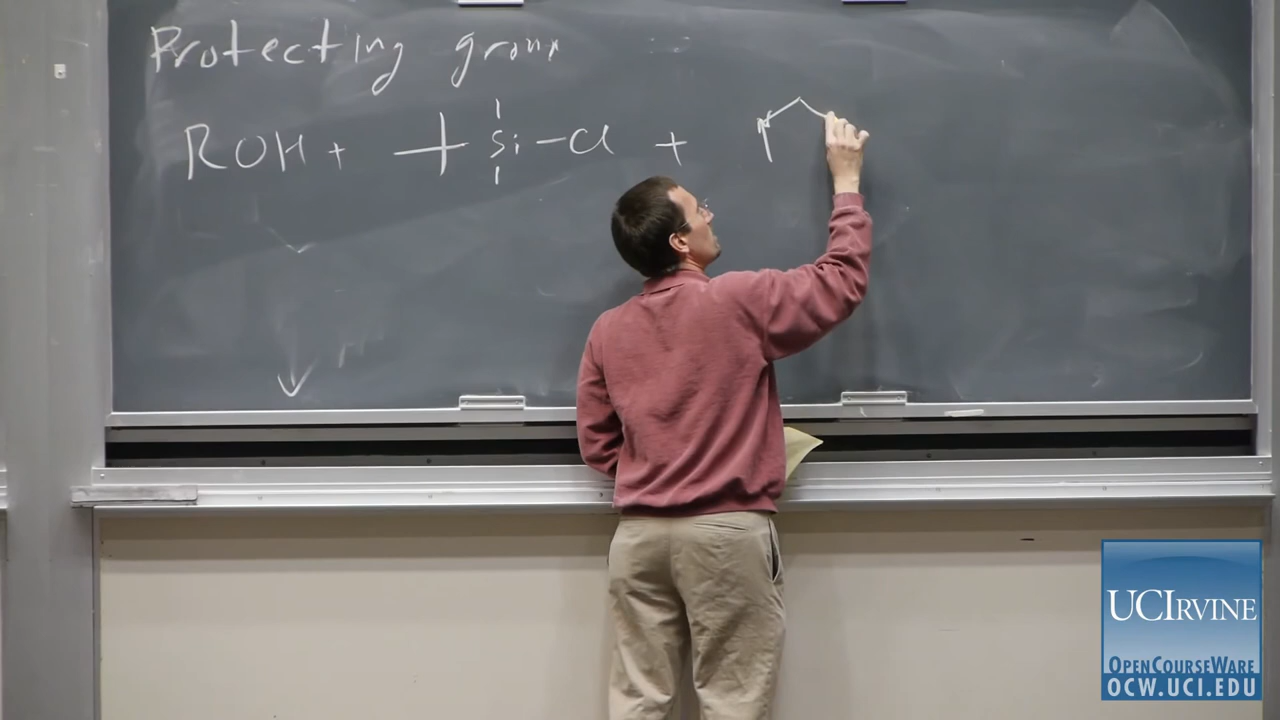 Protecting group
ROH + Si-Cl +
UCIRVINE
OPENCOURSEWARE
OCW.UCI.EDU